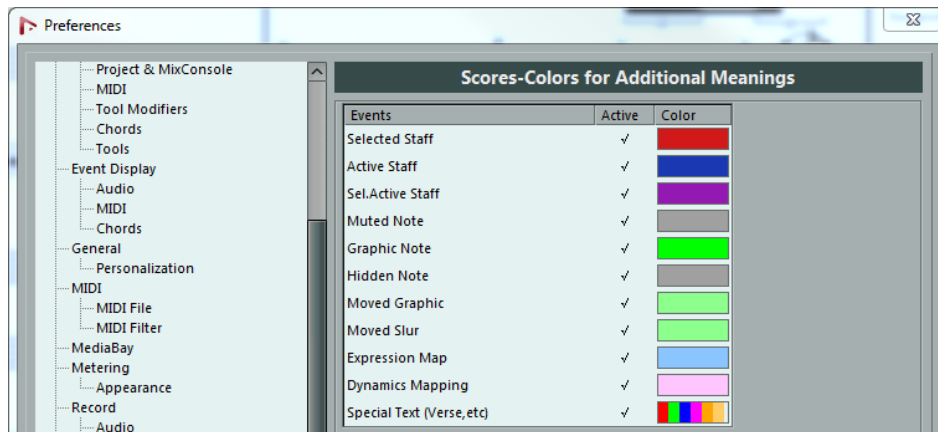 Preferences
Project & MixConsole
MIDI
Tool Modifiers
Chords
Tools
Event Display
Audio
MIDI
Chords
General
Personalization
MIDI
MIDI File
MIDI Filter
MediaBay
Metering
Appearance
Record
Audio
Scores-Colors for Additional Meanings
Events Active Color
Selected Staff
Active Staff
Sel.Active Staff
Muted Note
Graphic Note
Hidden Note
Moved Graphic
Moved Slur
Expression Map
Dynamics Mapping
Special Text (Verse,etc)